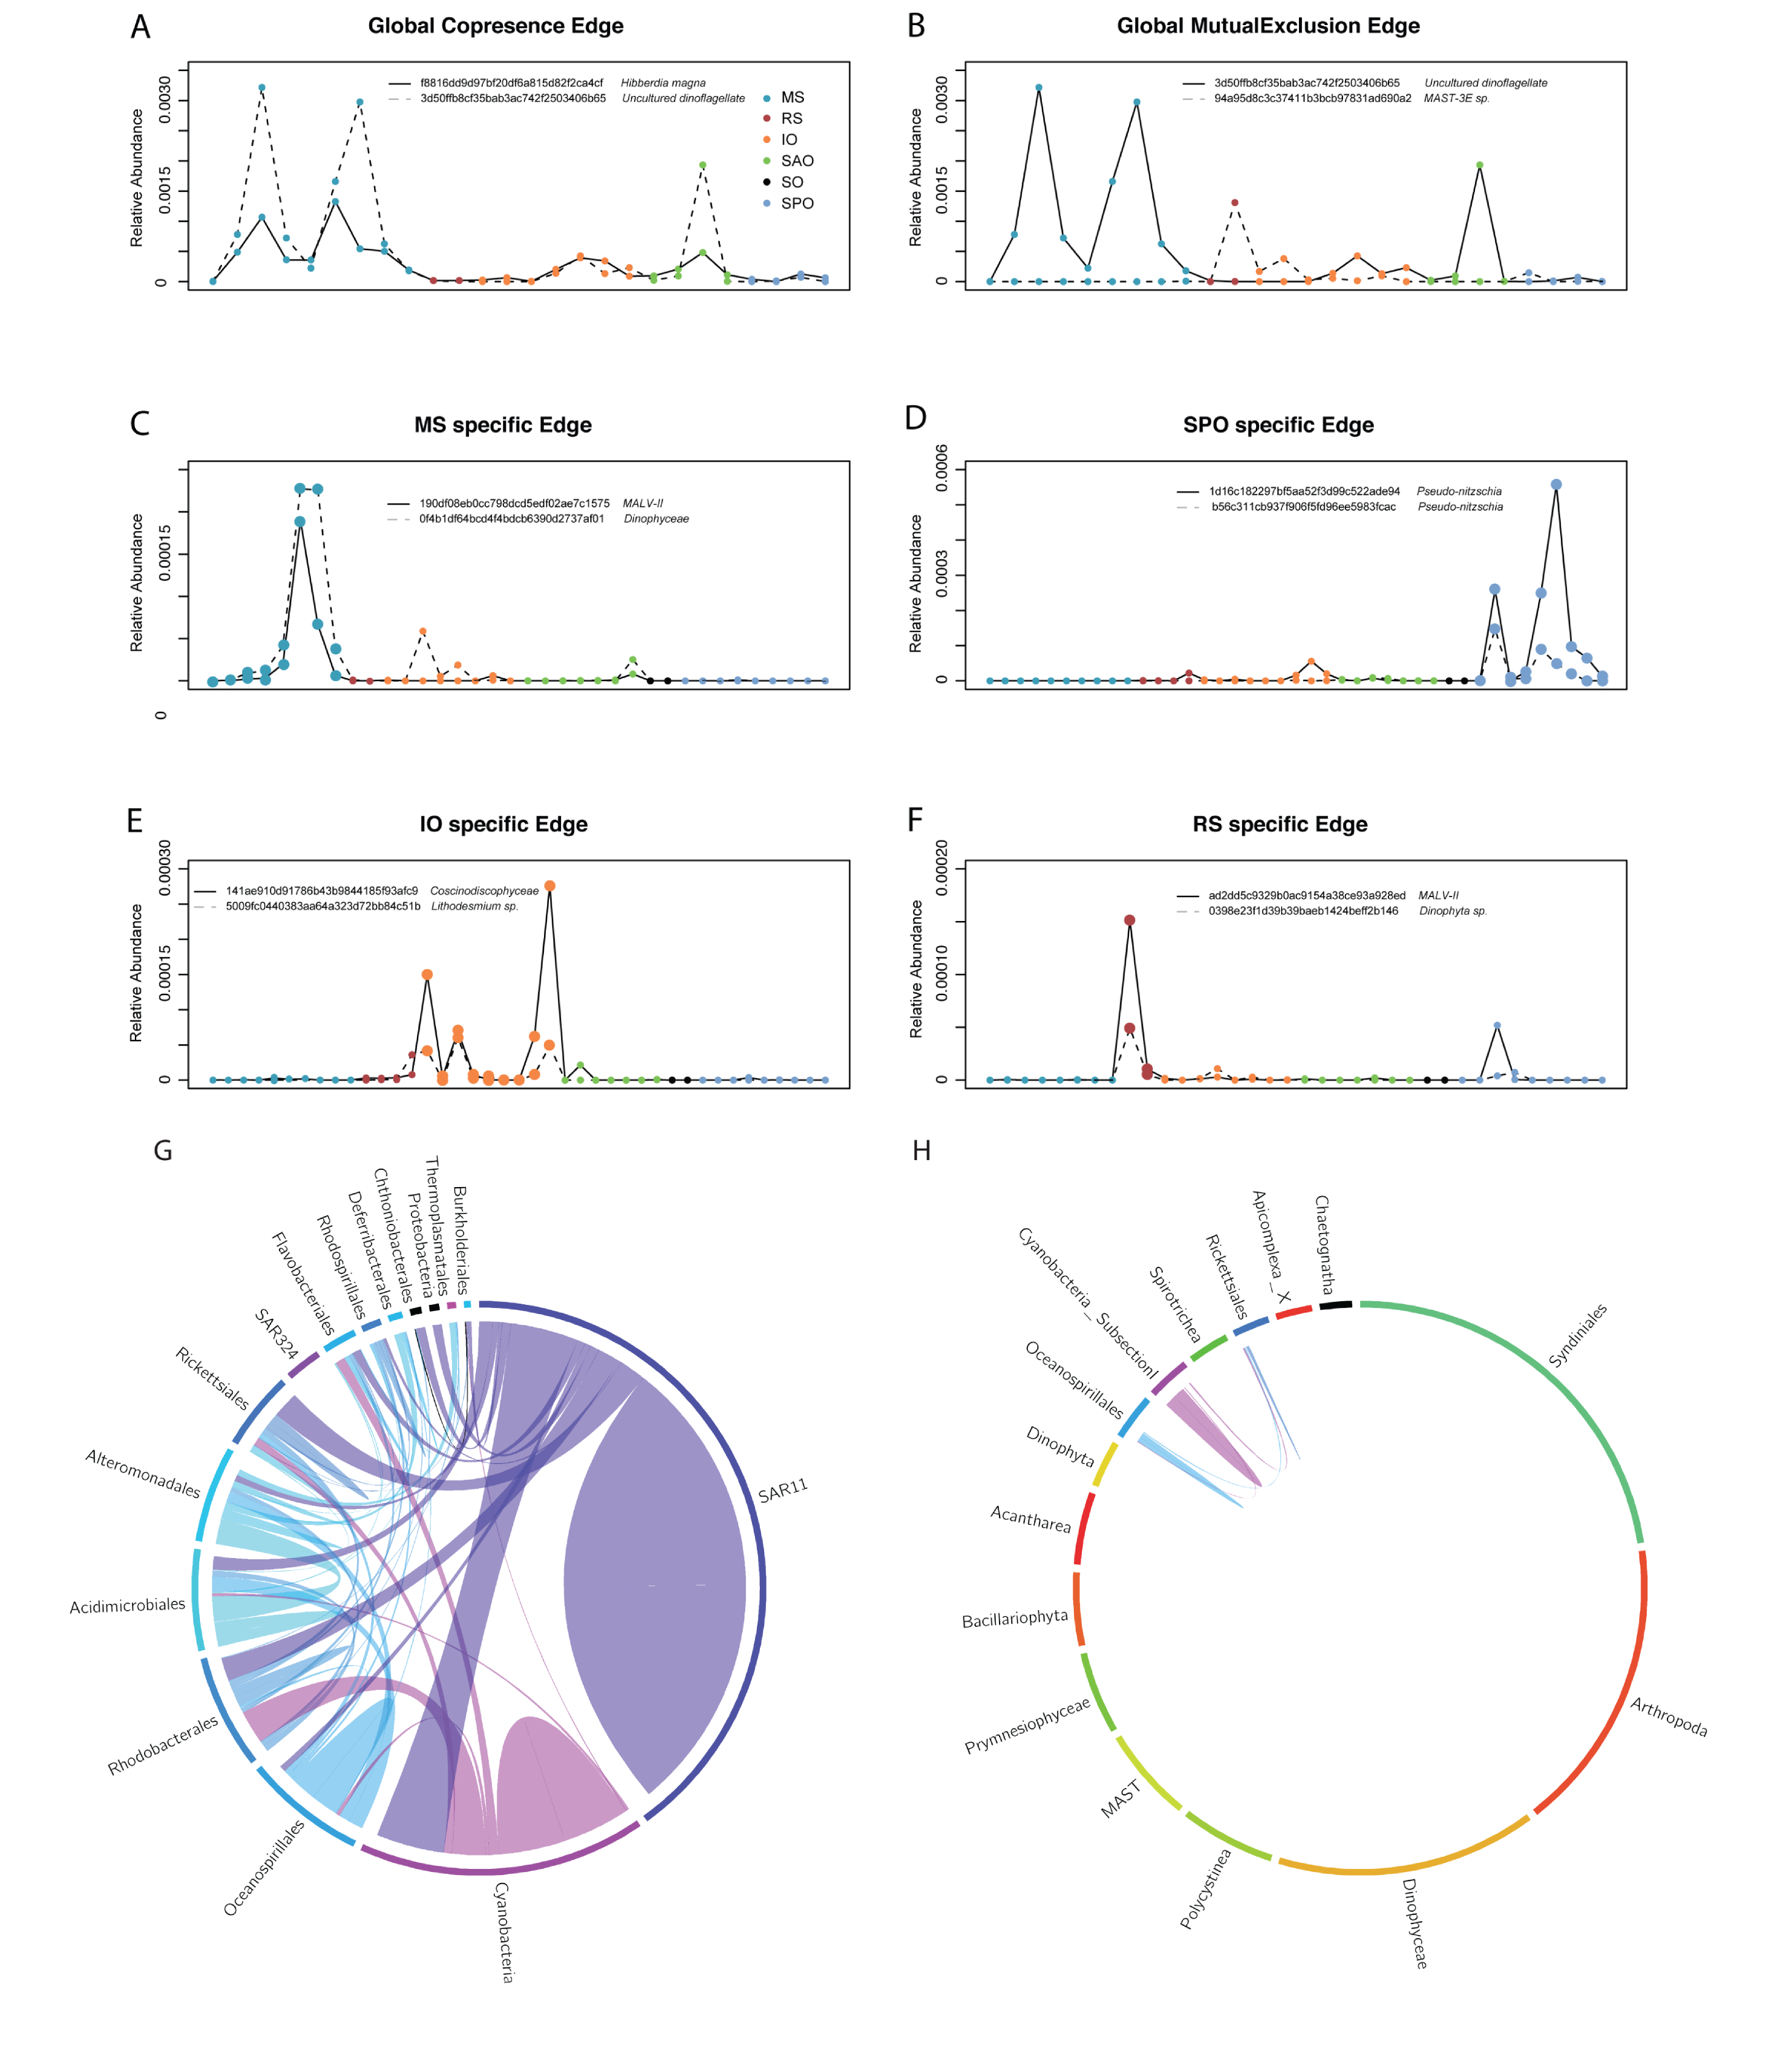 A
Global Copresence Edge
Relative Abundance
0.0030
0.0015
0
f8816dd9d97bf20df6a815d82f2ca4cf Hibberdia magna
3d50ffb8cf35bab3ac742f2503406b65 Uncultured dinoflagellate
MS
RS
IO
SAO
SO
SPO
B
Global MutualExclusion Edge
Relative Abundance
0.0030
0.0015
0
3d50ffb8cf35bab3ac742f2503406b65 Uncultured dinoflagellate
94a95d8c3c37411b3bcb97831ad690a2 MAST-3E sp.
C
MS specific Edge
Relative Abundance
0.00015
0
190df08eb0cc798dcd5edf02ae7c1575 MALV-II
0f4b1df64bcd4f4bdcb6390d2737af01 Dinophyceae
D
SPO specific Edge
Relative Abundance
0.0006
0.0003
0
1d16c182297bf5aa52f3d99c522ade94 Pseudo-nitzschia
b56c311cb937f906f5fd96ee5983fcac Pseudo-nitzschia
E
IO specific Edge
Relative Abundance
0.00030
0.00015
0
141ae910d91786b43b9844185f93afc9 Coscinodiscophyceae
5009fc0440383aa64a323d72bb84c51b Lithodesmium sp.
F
RS specific Edge
Relative Abundance
0.00020
0.00010
0
ad2dd5c9329b0ac9154a38ce93a928ed MALV-II
0398e23f1d39b39baeb1424beff2b146 Dinophyta sp.
G
Burkholderiales
Thermoplasmatales
Proteobacteria
Chthoniobacterales
Deferribacterales
Rhodospirillales
Flavobacteriales
SAR324
Rickettsiales
Alteromonadales
Acidimicrobiales
Rhodobacterales
Oceanospirillales
Cyanobacteria
SAR11
H
Chaetognatha
Apicomplexa_X
Rickettsiales
Spirotrichea
Cyanobacteria_SubsectionI
Oceanospirillales
Dinophyta
Acantharea
Bacillariophyta
Prymnesiophyceae
MAST
Polycystinea
Dinophyceae
Arthropoda
Syndiniales